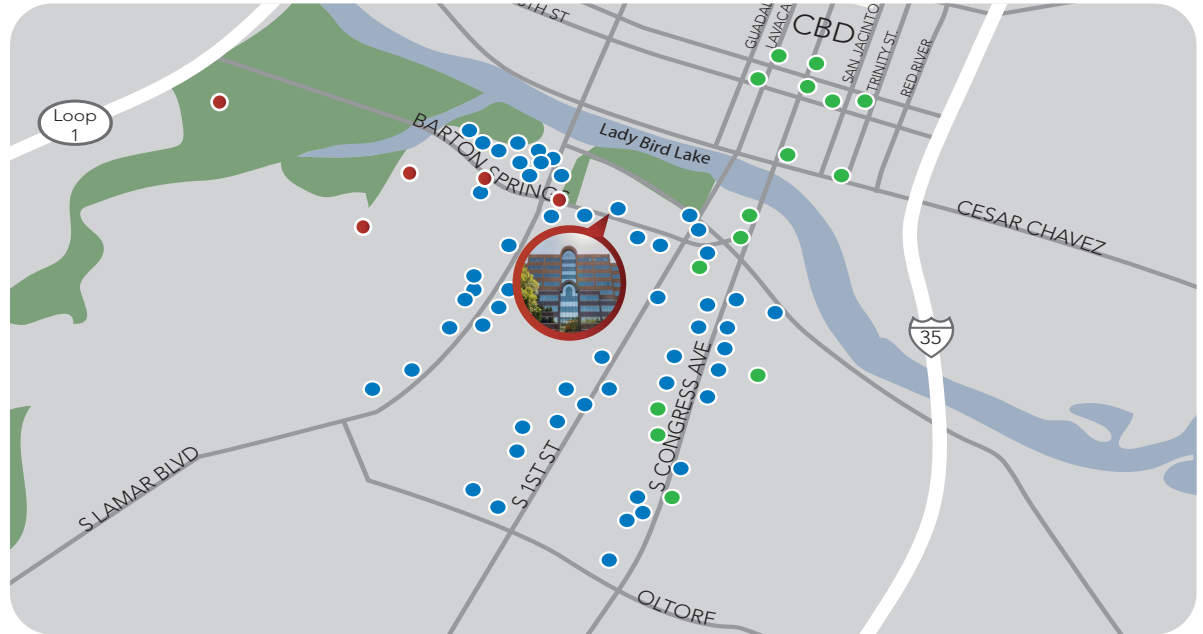 GUADAL
LAVACA
CBD
SAN JACINTO
TRINITY ST.
RED RIVER
Loop
1
BARTON SPRINGS
Lady Bird Lake
CESAR CHAVEZ
35
S CONGRESS AVE
S 1ST ST
S LAMAR BLVD
OLTORF